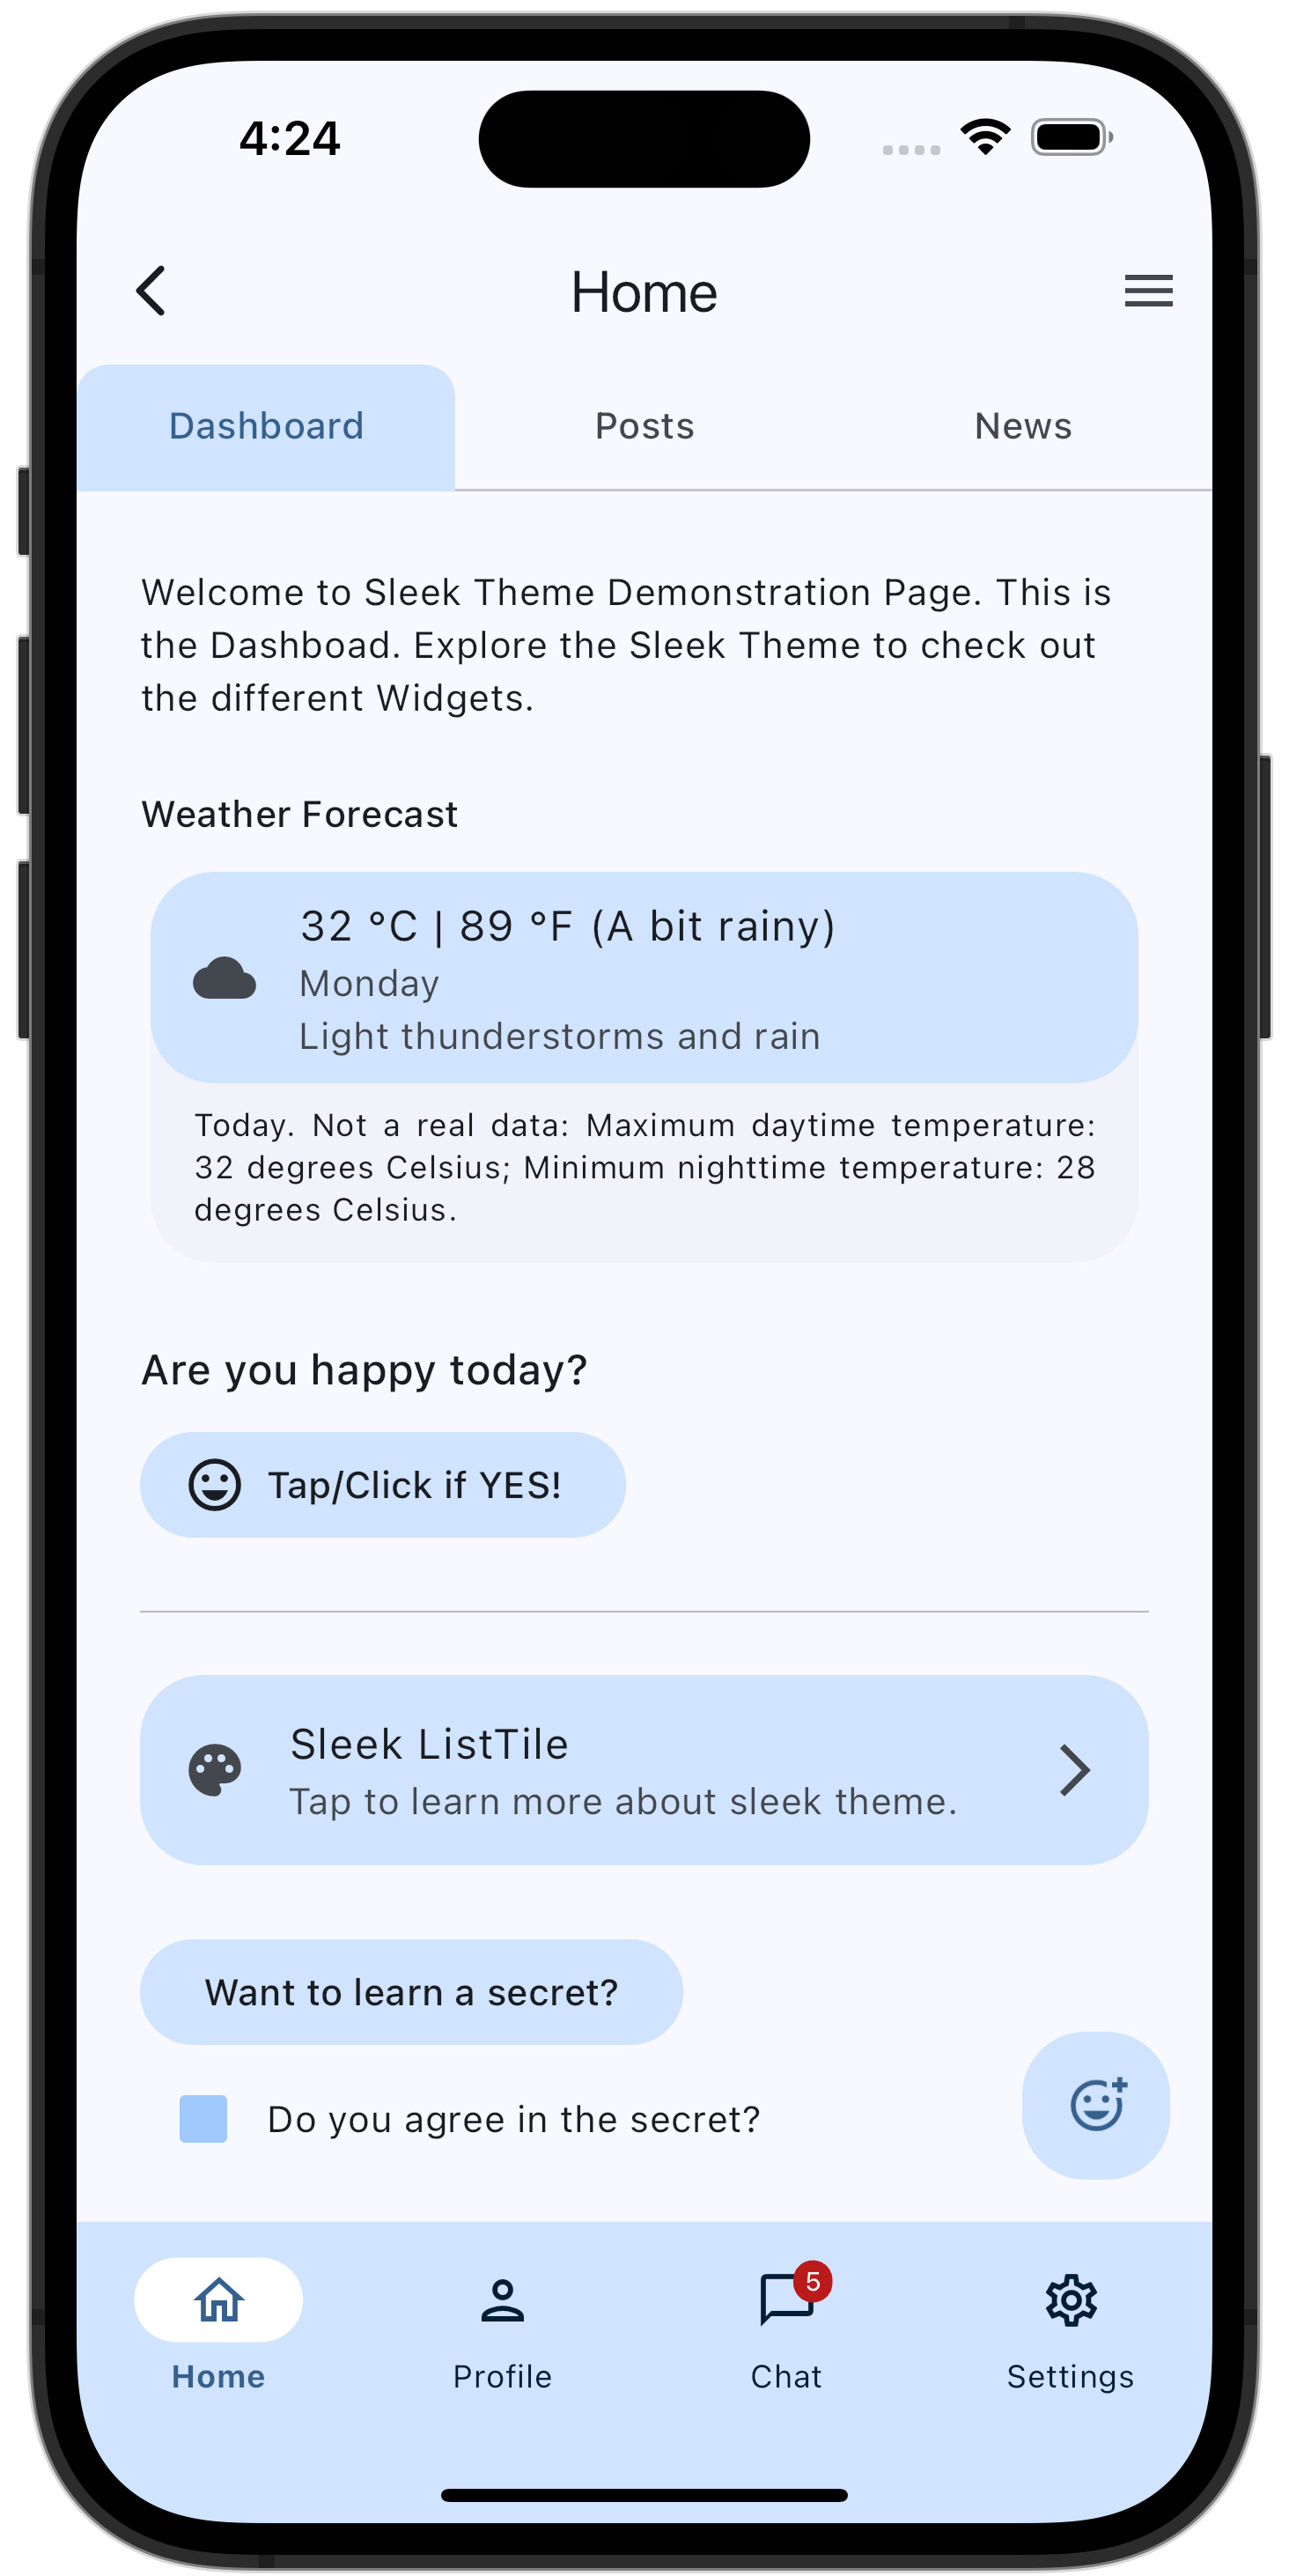 4:24
Home
Dashboard
Posts
News
Welcome to Sleek Theme Demonstration Page. This is
the Dashboad. Explore the Sleek Theme to check out
the different Widgets.
Weather Forecast
32 °C | 89 °F (A bit rainy)
Monday
Light thunderstorms and rain
Today. Not a real data: Maximum daytime temperature:
32 degrees Celsius; Minimum nighttime temperature: 28
degrees Celsius.
Are you happy today?
Tap/Click if YES!
Sleek ListTile
Tap to learn more about sleek theme.
Want to learn a secret?
Do you agree in the secret?
5
Home
Profile
Chat
Settings